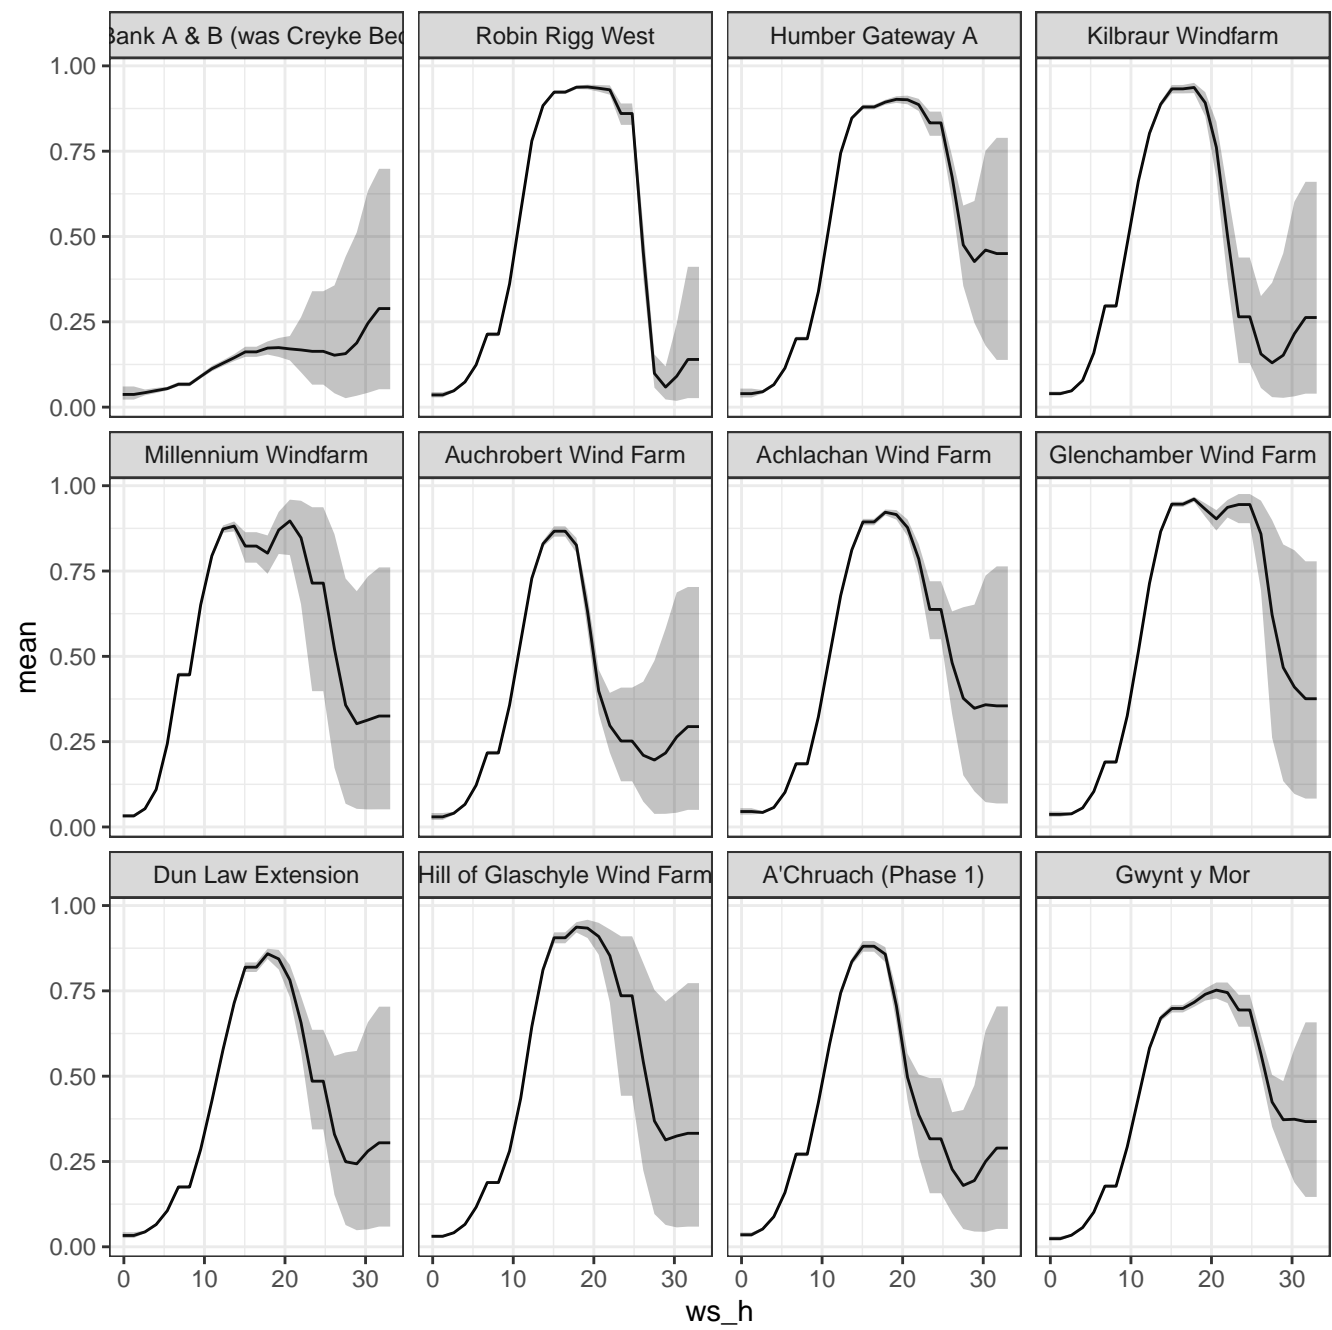 Bank A & B (was Creyke Bec
Robin Rigg West
Humber Gateway A
Kilbraur Windfarm
1.00
0.75
0.50
0.25
0.00
Millennium Windfarm
Auchrobert Wind Farm
Achlachan Wind Farm
Glenchamber Wind Farm
1.00
0.75
0.50
0.25
0.00
mean
Dun Law Extension
Hill of Glaschyle Wind Farm
A'Chruach (Phase 1)
Gwynt y Mor
1.00
0.75
0.50
0.25
0.00
0 10 20 30
0 10 20 30
0 10 20 30
0 10 20 30
ws_h